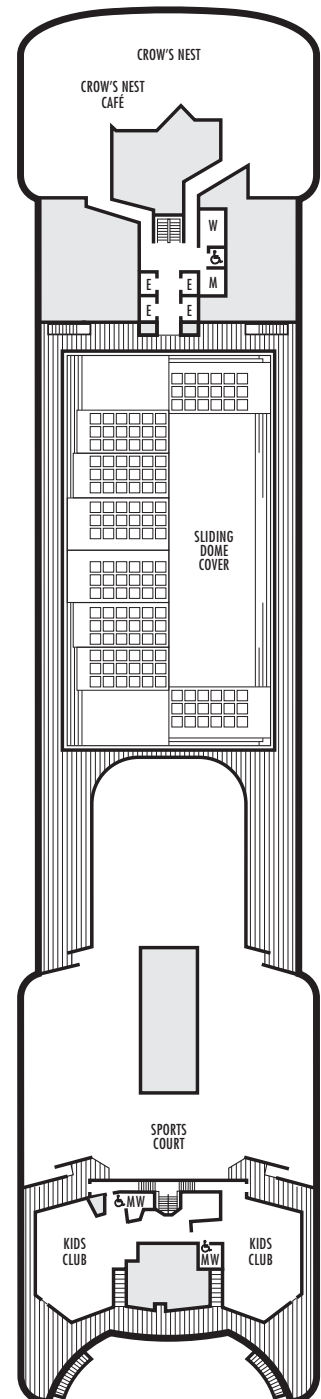 CROW'S NEST
CROW'S NEST
CAFÉ
W
M
E
E
E
E
SLIDING
DOME
COVER
SPORTS
COURT
MW
KIDS
CLUB
MW
KIDS
CLUB